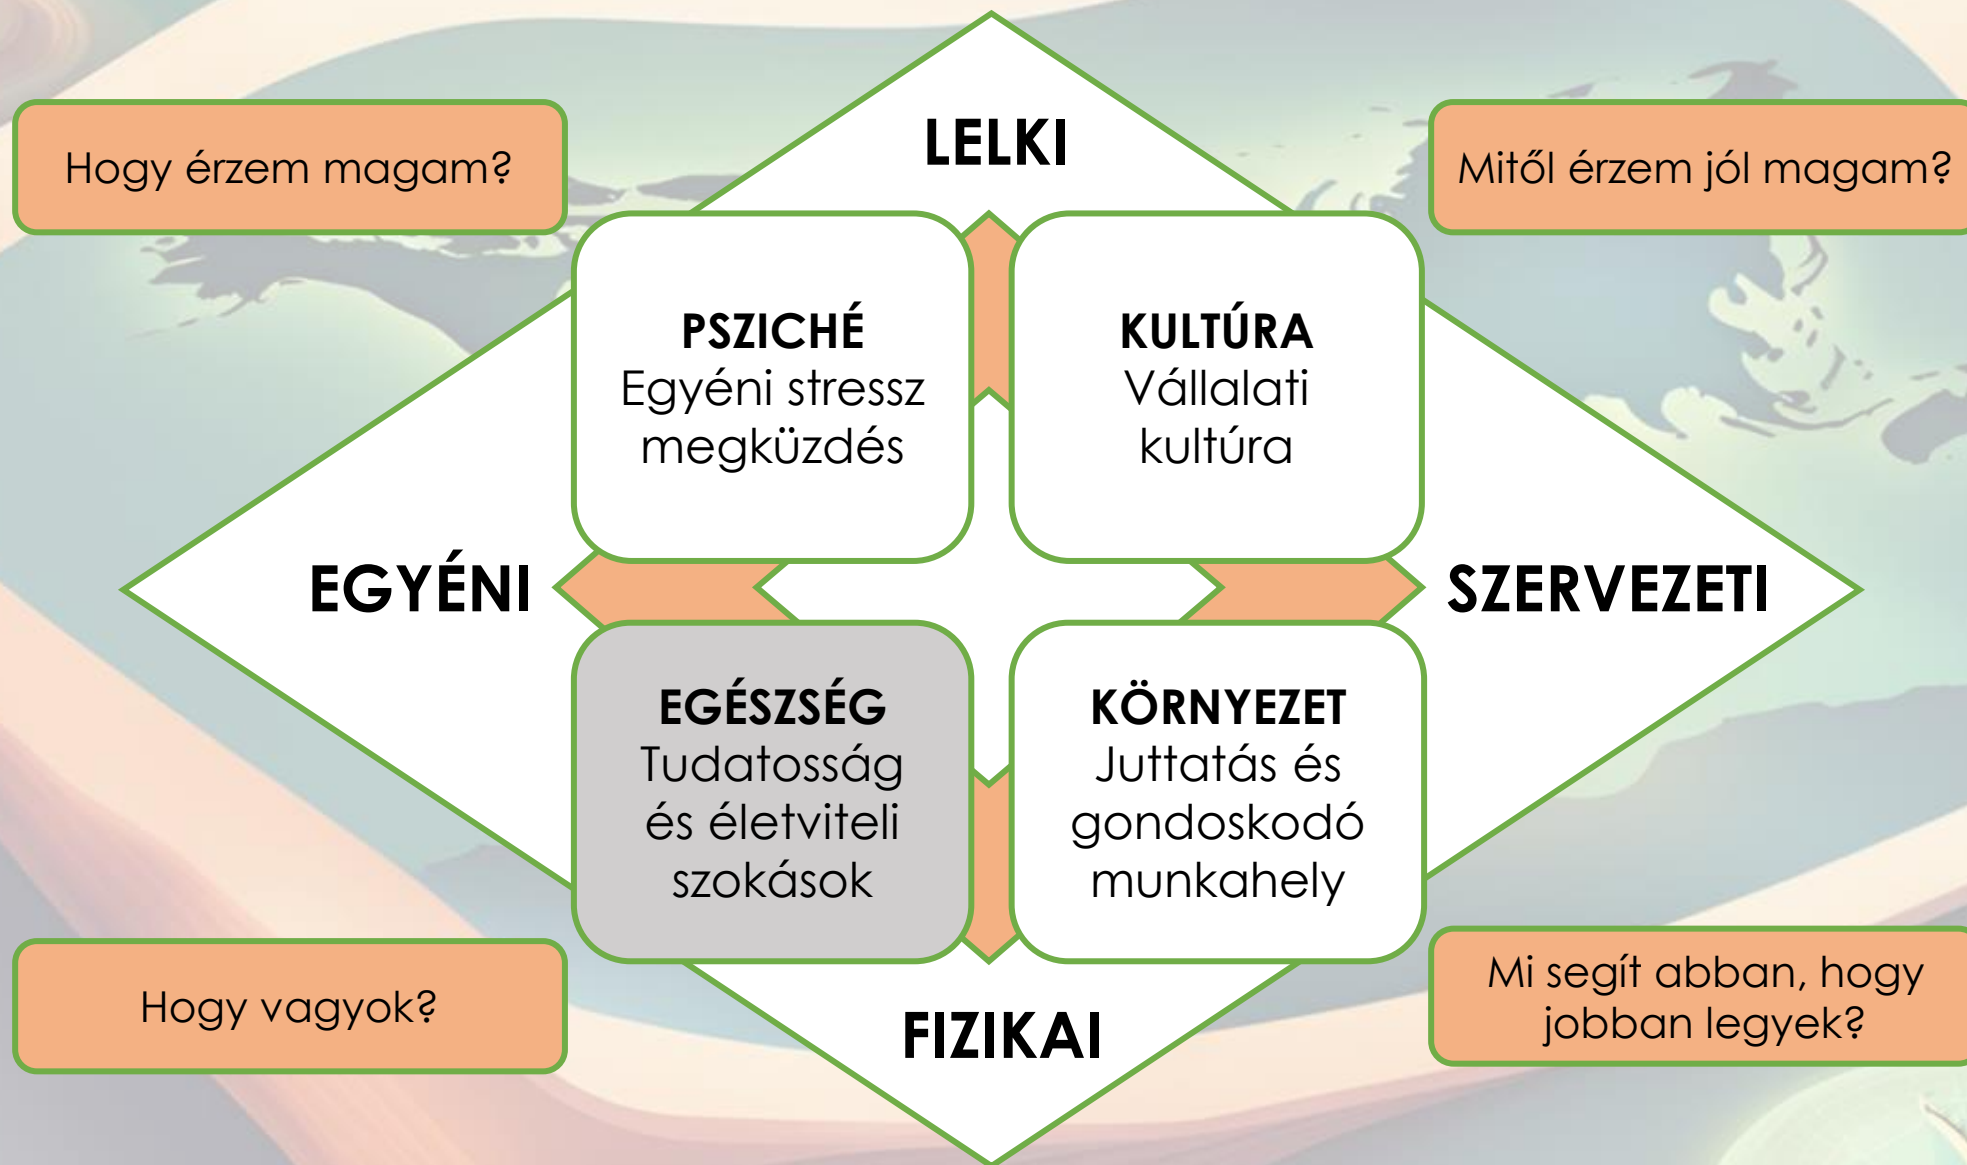 LELKI
Hogy érzem magam?
Mitől érzem jól magam?
PSZICHÉ
Egyéni stressz
megküzdés
KULTÚRA
Vállalati
kultúra
EGYÉNI
SZERVEZETI
EGÉSZSÉG
Tudatosság
és életviteli
szokások
KÖRNYEZET
Juttatás és
gondoskodó
munkahely
Hogy vagyok?
Mi segít abban, hogy
jobban legyek?
FIZIKAI